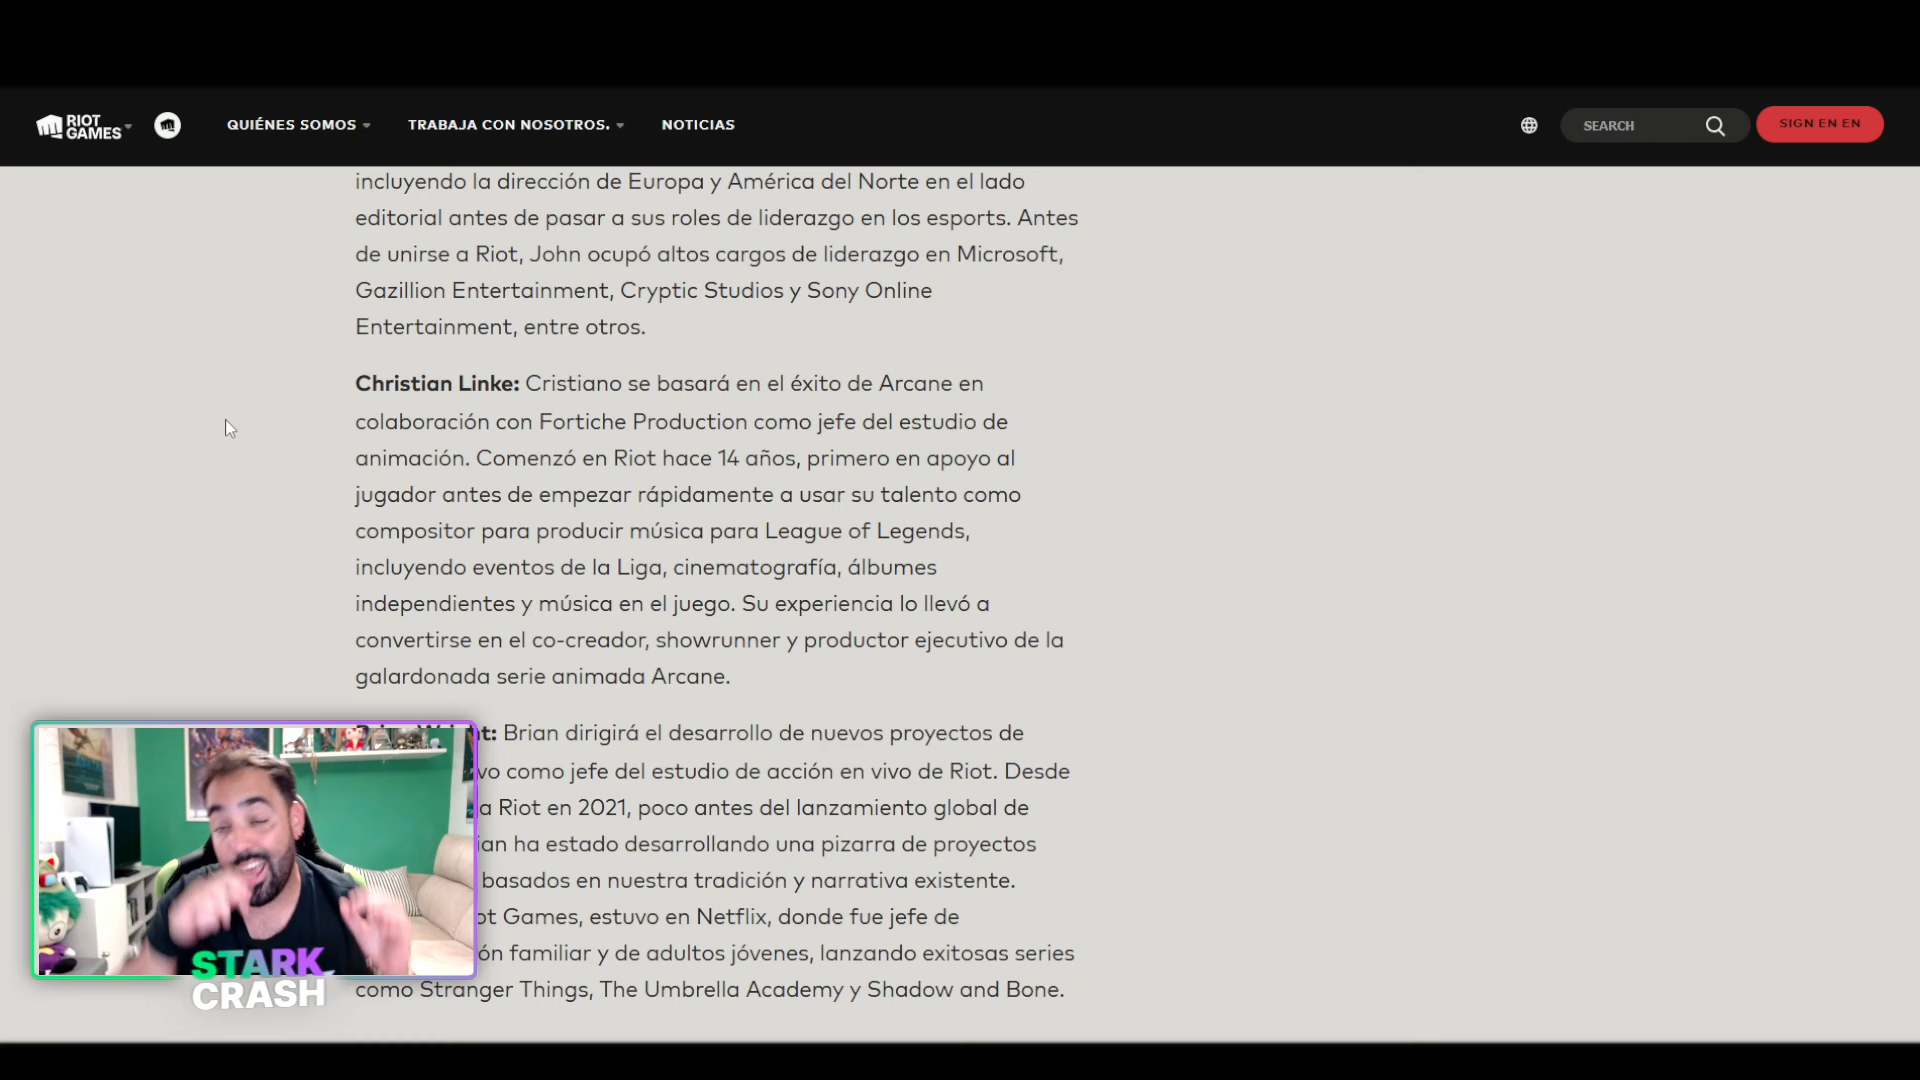 RIOT
GAMES
QUIÉNES SOMOS
TRABAJA CON NOSOTROS.
NOTICIAS
SEARCH
SIGN EN EN
incluyendo la dirección de Europa y América del Norte en el lado
editorial antes de pasar a sus roles de liderazgo en los esports. Antes
de unirse a Riot, John ocupó altos cargos de liderazgo en Microsoft,
Gazillion Entertainment, Cryptic Studios y Sony Online
Entertainment, entre otros.
Christian Linke: Cristiano se basará en el éxito de Arcane en
colaboración con Fortiche Production como jefe del estudio de
animación. Comenzó en Riot hace 14 años, primero en apoyo al
jugador antes de empezar rápidamente a usar su talento como
compositor para producir música para League of Legends,
incluyendo eventos de la Liga, cinematografía, álbumes
independientes y música en el juego. Su experiencia lo llevó a
convertirse en el co-creador, showrunner y productor ejecutivo de la
galardonada serie animada Arcane.
Brian dirigirá el desarrollo de nuevos proyectos de
vo como jefe del estudio de acción en vivo de Riot. Desde
a Riot en 2021, poco antes del lanzamiento global de
ian ha estado desarrollando una pizarra de proyectos
basados en nuestra tradición y narrativa existente.
ot Games, estuvo en Netflix, donde fue jefe de
ón familiar y de adultos jóvenes, lanzando exitosas series
como Stranger Things, The Umbrella Academy y Shadow and Bone.
STARK
CRASH